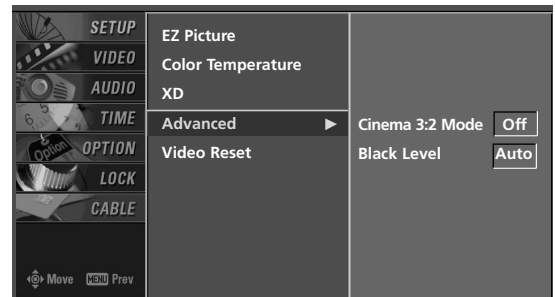 SETUP
VIDEO
AUDIO
TIME
OPTION
LOCK
CABLE
Move MENU Prev
EZ Picture
Color Temperature
XD
Advanced ▶
Video Reset
Cinema 3:2 Mode Off
Black Level Auto
Option